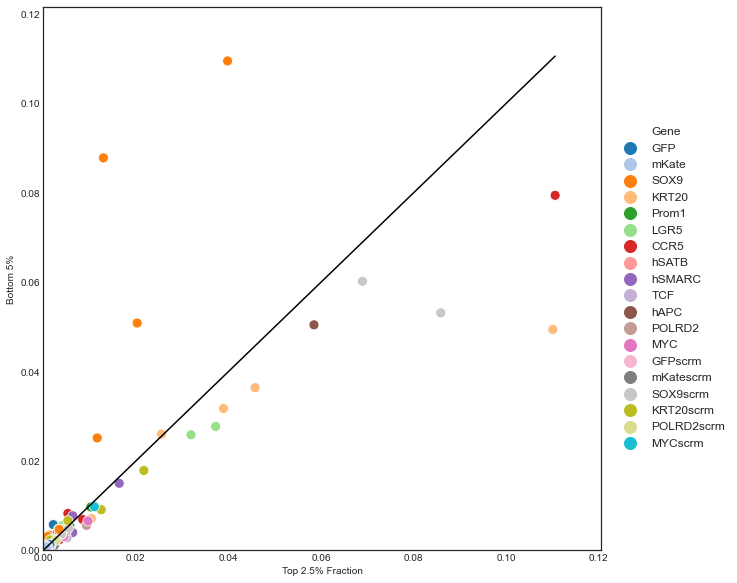 0.12
0.10
0.08
0.06
0.04
0.02
0.00
Bottom 5%
0.00 0.02 0.04 0.06 0.08 0.10 0.12
Top 2.5% Fraction
Gene
GFP
mKate
SOX9
KRT20
Prom1
LGR5
CCR5
hSATB
hSMARC
TCF
hAPC
POLRD2
MYC
GFPscrm
mKatescrm
SOX9scrm
KRT20scrm
POLRD2scrm
MYCscrm